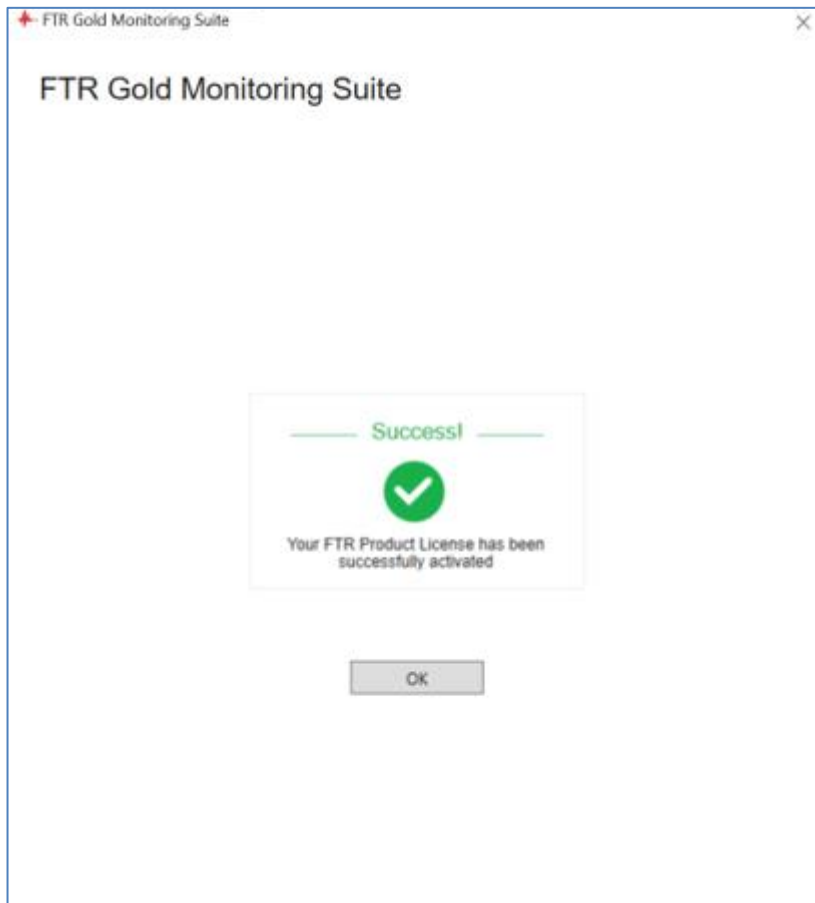 FTR Gold Monitoring Suite
FTR Gold Monitoring Suite
Success!
Your FTR Product License has been
successfully activated
OK